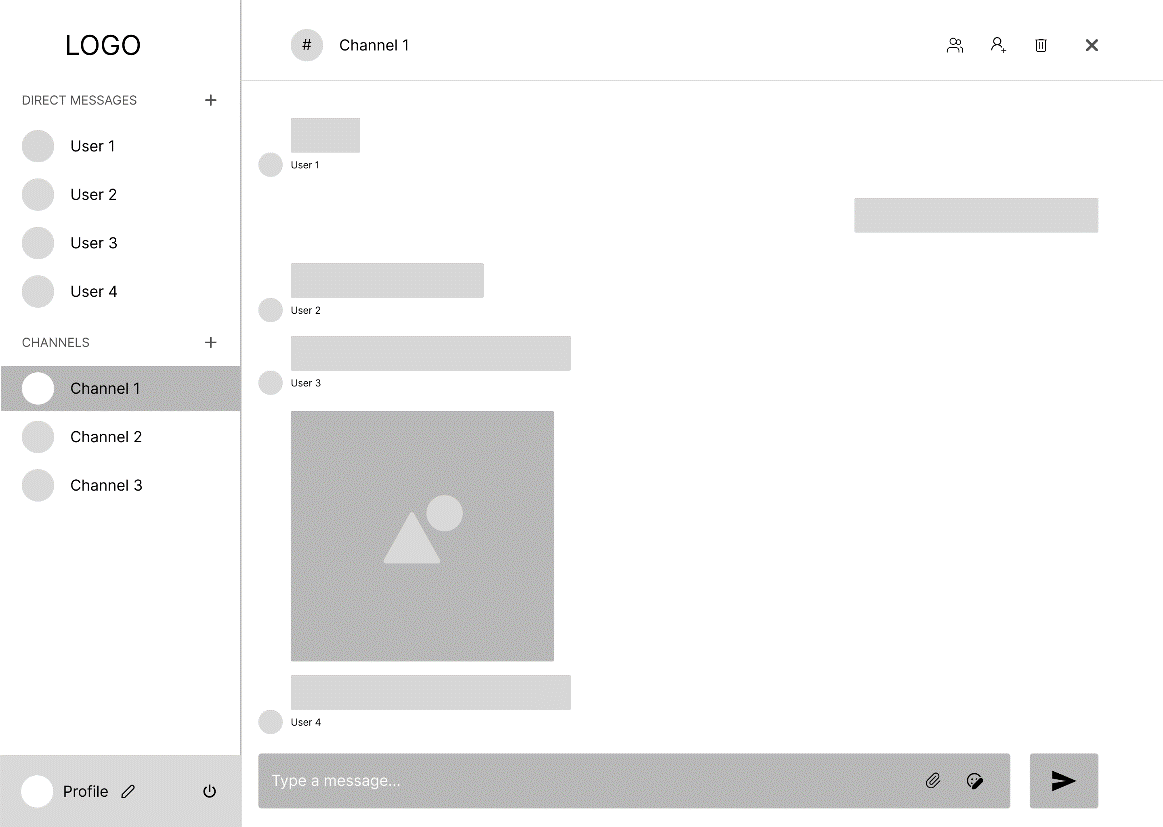 LOGO
DIRECT MESSAGES
User 1
User 2
User 3
User 4
CHANNELS
Channel 1
Channel 2
Channel 3
Profile
# Channel 1
User 1
User 2
User 3
User 4
Type a message...